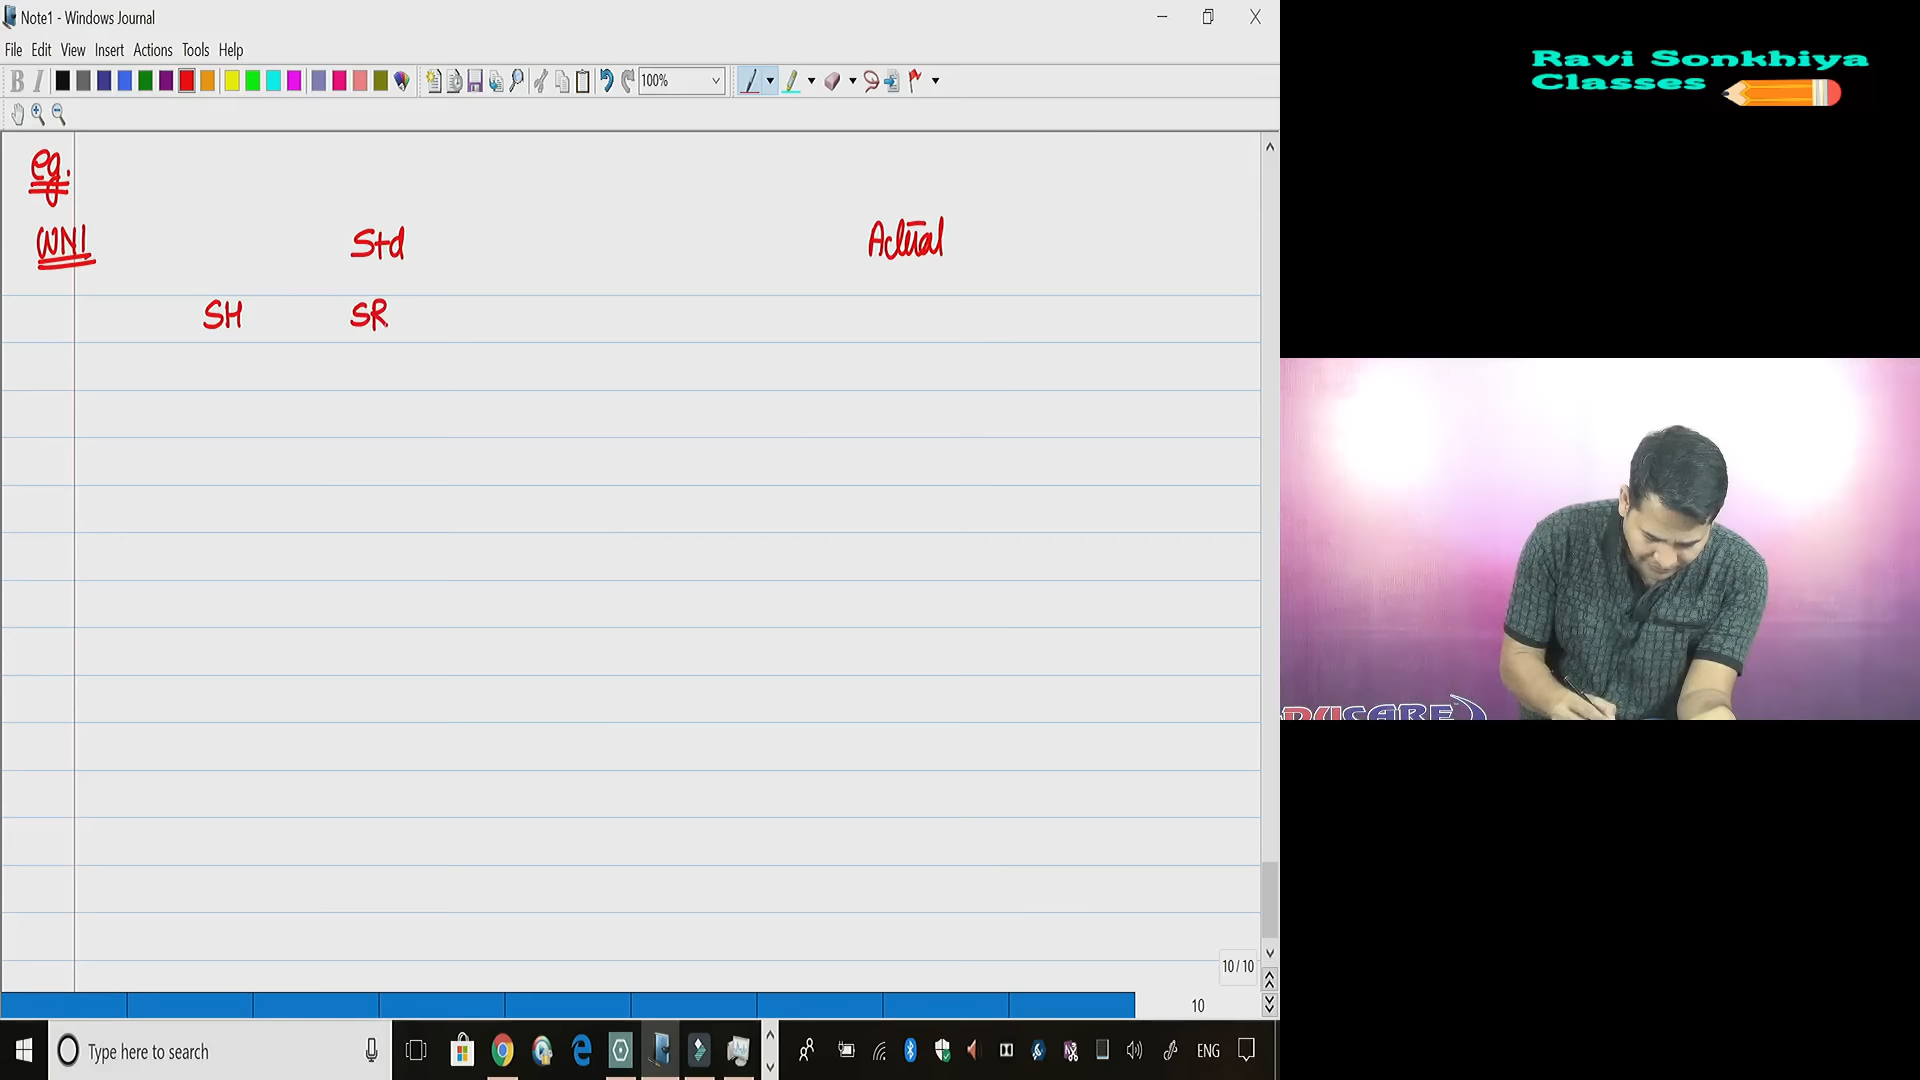 Note1 - Windows Journal
File Edit View Insert Actions Tools Help
B I 100%
Ravi Sonkhiya
Classes
eg.
WN1 Std Actual
SH SR
10 / 10
10
Type here to search
ENG